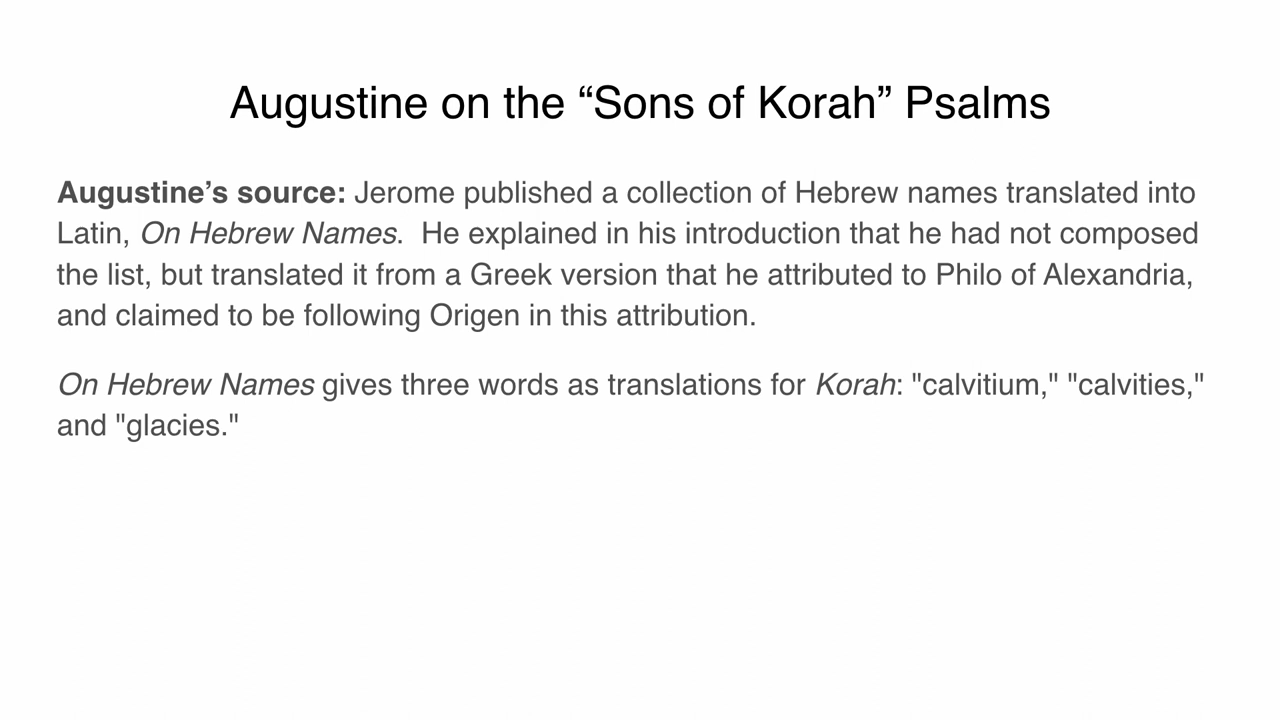 Augustine on the “Sons of Korah” Psalms
Augustine’s source: Jerome published a collection of Hebrew names translated into
Latin, On Hebrew Names.  He explained in his introduction that he had not composed
the list, but translated it from a Greek version that he attributed to Philo of Alexandria,
and claimed to be following Origen in this attribution.
On Hebrew Names gives three words as translations for Korah: "calvitium," "calvities,"
and "glacies."